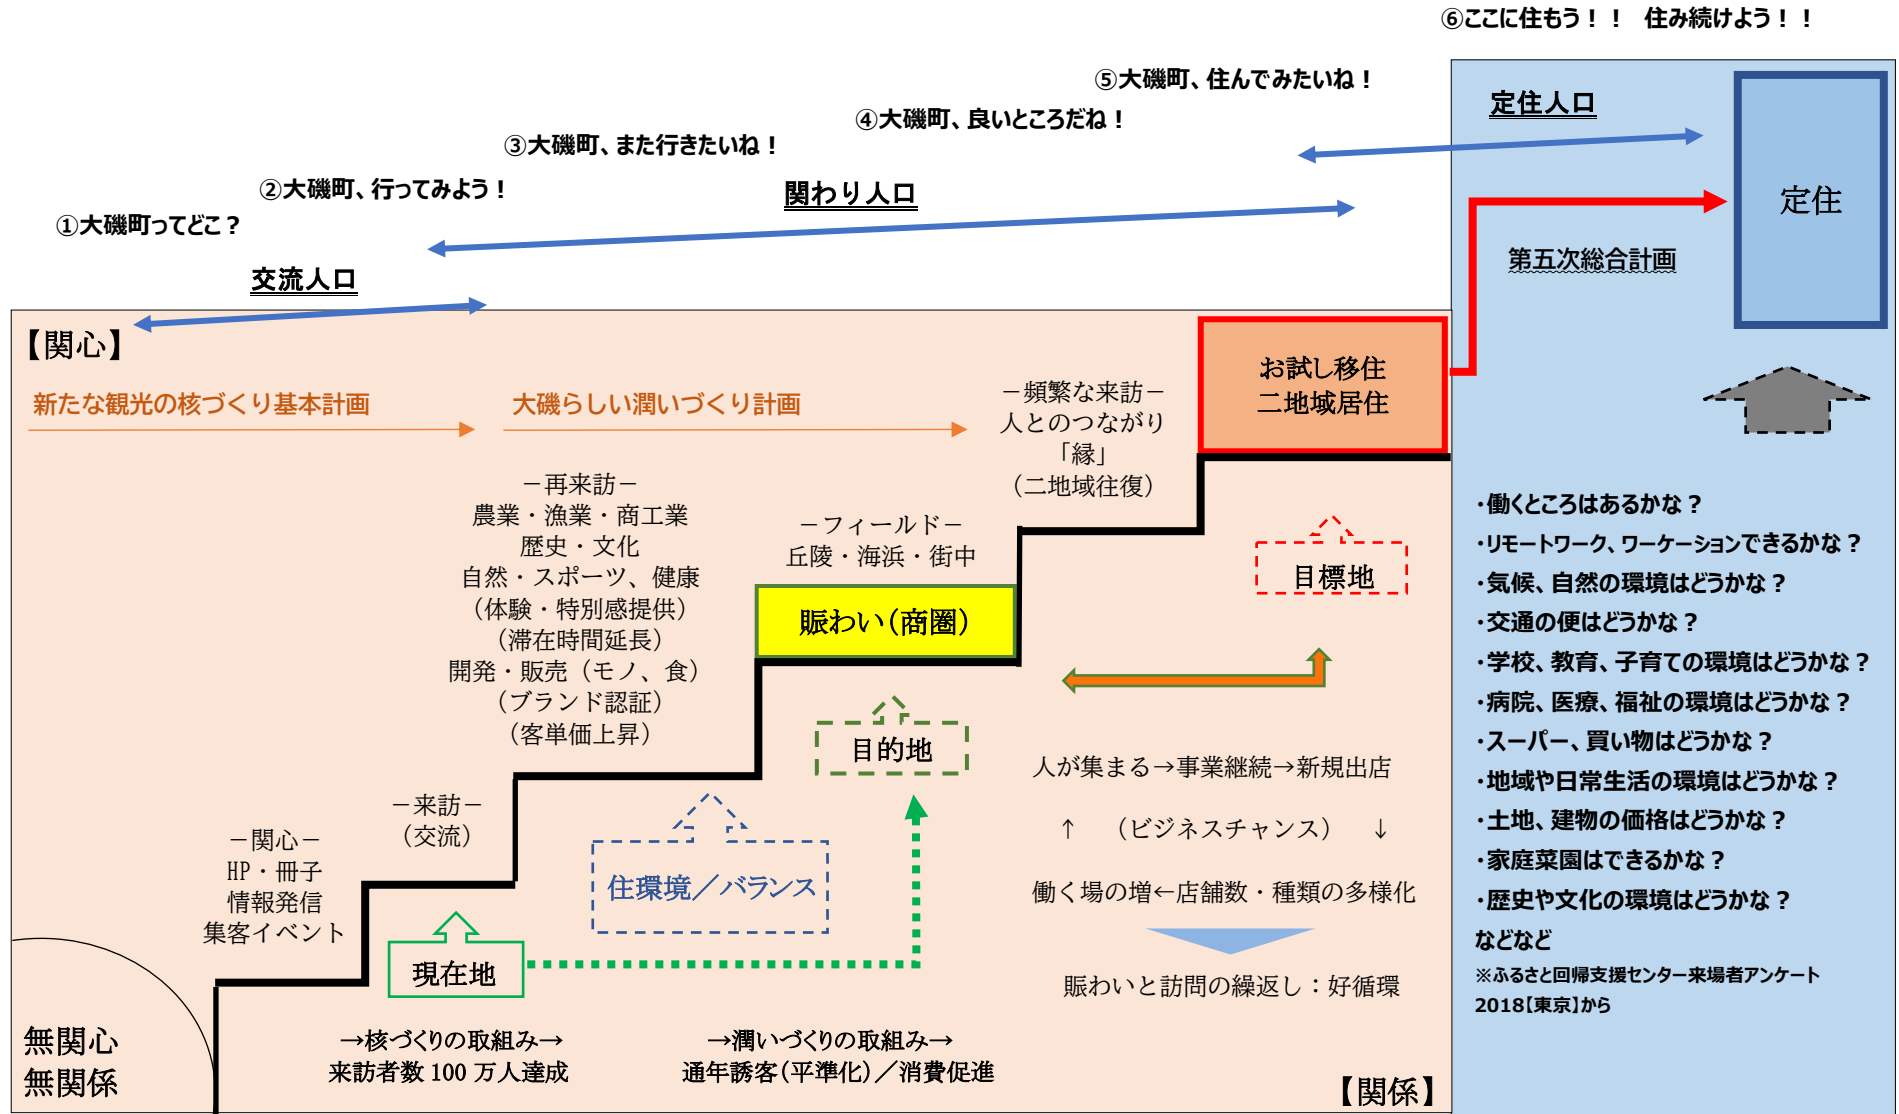 ⑥ここに住もう！！　住み続けよう！！
⑤大磯町、住んでみたいね！
④大磯町、良いところだね！
③大磯町、また行きたいね！
②大磯町、行ってみよう！
①大磯町ってどこ？
定住人口
関わり人口
交流人口
定住
第五次総合計画
【関心】
新たな観光の核づくり基本計画
大磯らしい潤いづくり計画
お試し移住
二地域居住
－頻繁な来訪－
人とのつながり
「縁」
（二地域往復）
－再来訪－
農業・漁業・商工業
歴史・文化
自然・スポーツ、健康
（体験・特別感提供）
（滞在時間延長）
開発・販売（モノ、食）
（ブランド認証）
（客単価上昇）
－フィールド－
丘陵・海浜・街中
賑わい（商圏）
目標地
目的地
－来訪－
（交流）
－関心－
HP・冊子
情報発信
集客イベント
住環境／バランス
現在地
人が集まる→事業継続→新規出店
↑　（ビジネスチャンス）　↓
働く場の増←店舗数・種類の多様化
賑わいと訪問の繰返し：好循環
無関心
無関係
→核づくりの取組み→
来訪者数 100 万人達成
→潤いづくりの取組み→
通年誘客（平準化）／消費促進
【関係】
・働くところはあるかな？
・リモートワーク、ワーケーションできるかな？
・気候、自然の環境はどうかな？
・交通の便はどうかな？
・学校、教育、子育ての環境はどうかな？
・病院、医療、福祉の環境はどうかな？
・スーパー、買い物はどうかな？
・地域や日常生活の環境はどうかな？
・土地、建物の価格はどうかな？
・家庭菜園はできるかな？
・歴史や文化の環境はどうかな？
などなど
※ふるさと回帰支援センター来場者アンケート
2018【東京】から